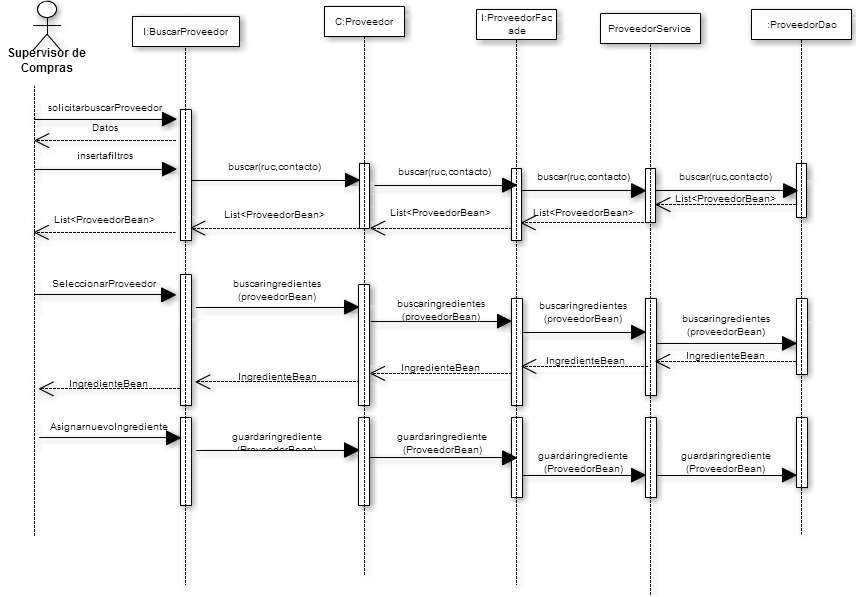 Supervisor de
Compras
I:BuscarProveedor
C:Proveedor
I:ProveedorFac
ade
ProveedorService
:ProveedorDao
solicitarbuscarProveedor
Datos
insertafiltros
buscar(ruc,contacto)
buscar(ruc,contacto)
buscar(ruc,contacto)
buscar(ruc,contacto)
List<ProveedorBean>
List<ProveedorBean>
List<ProveedorBean>
List<ProveedorBean>
List<ProveedorBean>
SeleccionarProveedor
buscaringredientes
(proveedorBean)
buscaringredientes
(proveedorBean)
buscaringredientes
(proveedorBean)
buscaringredientes
(proveedorBean)
IngredienteBean
IngredienteBean
IngredienteBean
IngredienteBean
IngredienteBean
Asignarnuevolngrediente
guardaringrediente
(ProveedorBean)
guardaringrediente
(ProveedorBean)
guardaringrediente
(ProveedorBean)
guardaringrediente
(ProveedorBean)